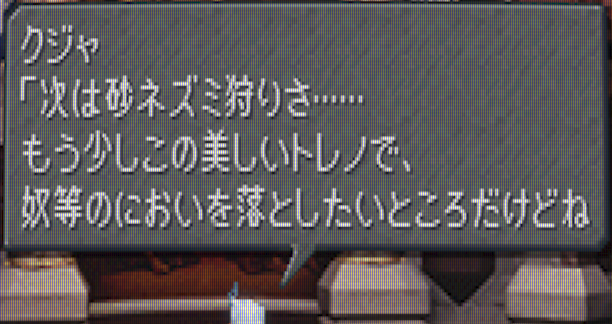 クジャ
「次は砂ネズミ狩りさ……
もう少しこの美しいトレノで、
奴等のにおいを落としたいところだけどね